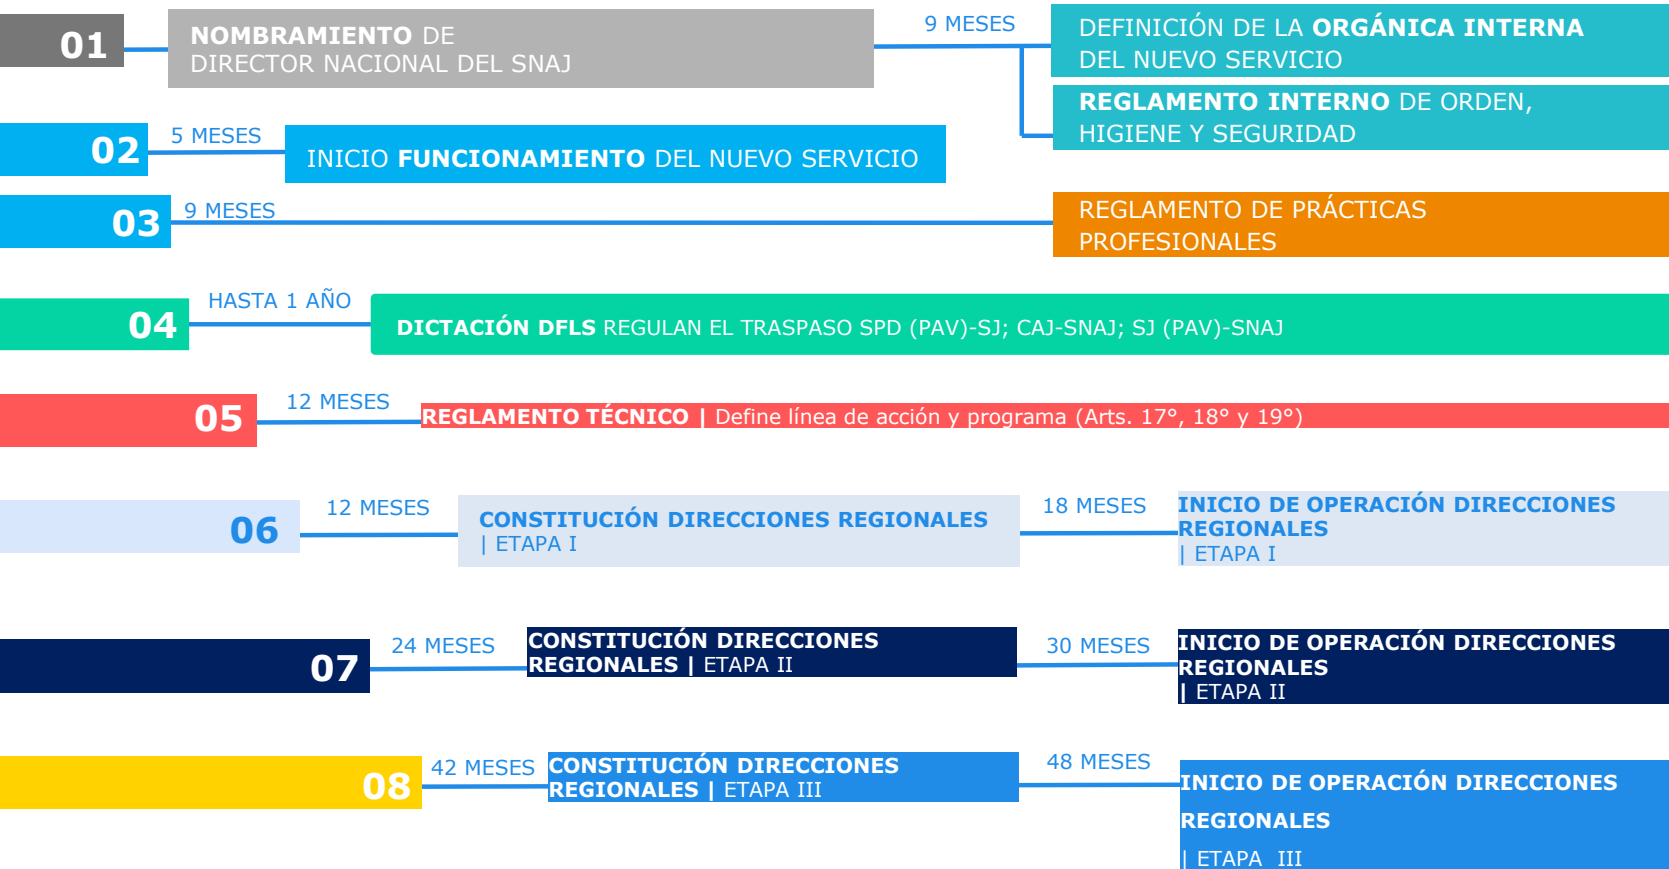 01
NOMBRAMIENTO DE
DIRECTOR NACIONAL DEL SNAJ
9 MESES
DEFINICIÓN DE LA ORGÁNICA INTERNA
DEL NUEVO SERVICIO
REGLAMENTO INTERNO DE ORDEN,
HIGIENE Y SEGURIDAD
02
5 MESES
INICIO FUNCIONAMIENTO DEL NUEVO SERVICIO
03
9 MESES
REGLAMENTO DE PRÁCTICAS
PROFESIONALES
04
HASTA 1 AÑO
DICTACIÓN DFLS REGULAN EL TRASPASO SPD (PAV)-SJ; CAJ-SNAJ; SJ (PAV)-SNAJ
05
12 MESES
REGLAMENTO TÉCNICO | Define línea de acción y programa (Arts. 17°, 18° y 19°)
06
12 MESES
CONSTITUCIÓN DIRECCIONES REGIONALES
| ETAPA I
18 MESES
INICIO DE OPERACIÓN DIRECCIONES
REGIONALES
| ETAPA I
07
24 MESES
CONSTITUCIÓN DIRECCIONES
REGIONALES | ETAPA II
30 MESES
INICIO DE OPERACIÓN DIRECCIONES
REGIONALES
| ETAPA II
08
42 MESES
CONSTITUCIÓN DIRECCIONES
REGIONALES | ETAPA III
48 MESES
INICIO DE OPERACIÓN DIRECCIONES
REGIONALES
| ETAPA III